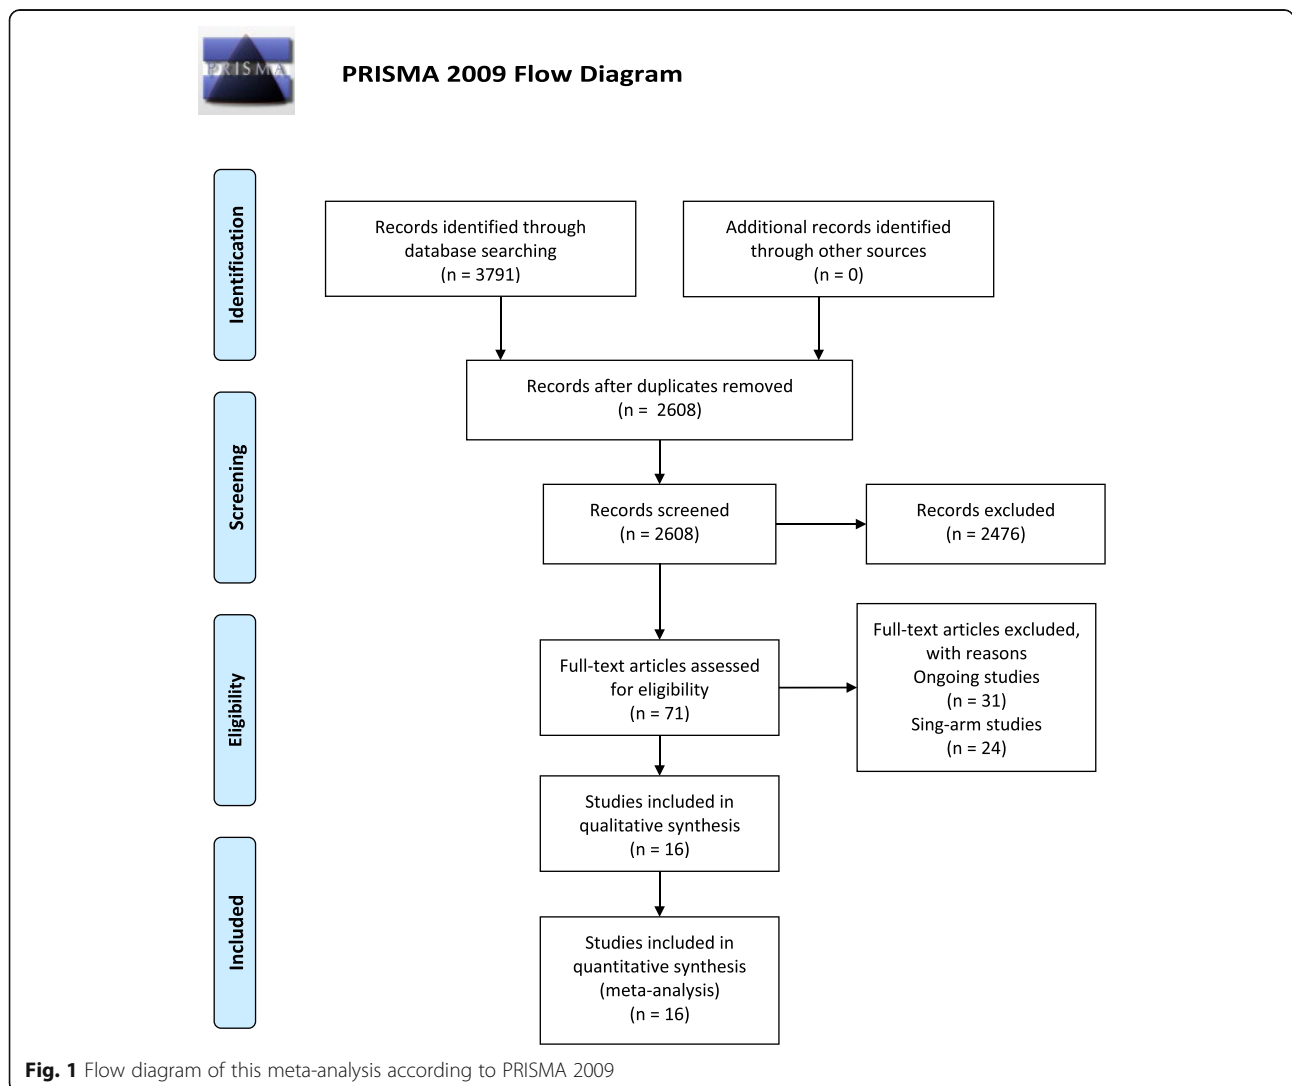 PRISMA
PRISMA 2009 Flow Diagram
Identification
Records identified through
database searching
(n = 3791)
Additional records identified
through other sources
(n = 0)
Records after duplicates removed
(n =  2608)
Screening
Records screened
(n = 2608)
Records excluded
(n = 2476)
Eligibility
Full-text articles assessed
for eligibility
(n = 71)
Full-text articles excluded,
with reasons
Ongoing studies
(n = 31)
Sing-arm studies
(n = 24)
Studies included in
qualitative synthesis
(n = 16)
Included
Studies included in
quantitative synthesis
(meta-analysis)
(n = 16)
Fig. 1 Flow diagram of this meta-analysis according to PRISMA 2009